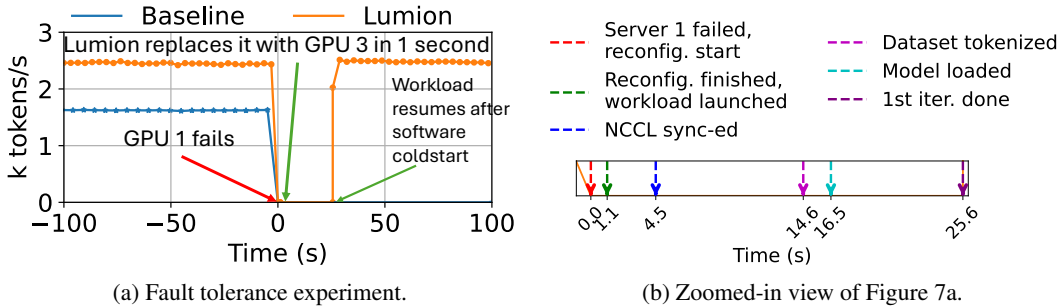 Baseline
Lumion
Lumion replaces it with GPU 3 in 1 second
GPU 1 fails
Workload
resumes after
software
coldstart
k tokens/s
3
2
1
0
−100
−50
0
50
100
Time (s)
(a) Fault tolerance experiment.
Server 1 failed,
reconfig. start
Reconfig. finished,
workload launched
NCCL sync-ed
Dataset tokenized
Model loaded
1st iter. done
0.0
1.1
4.5
14.6
16.5
25.6
Time (s)
(b) Zoomed-in view of Figure 7a.